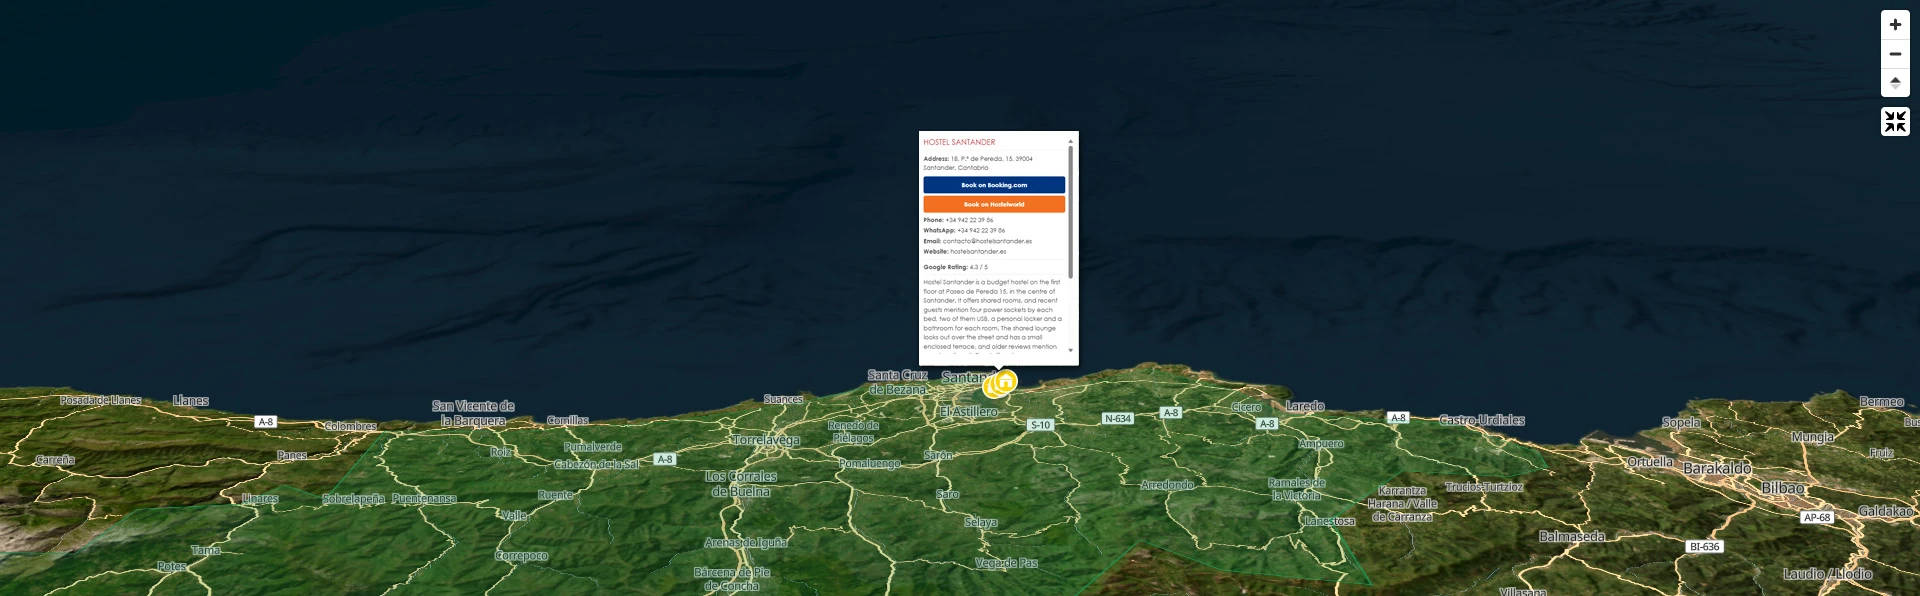 HOSTEL SANTANDER
Address: 18, P.º de Pereda, 15, 39004
Santander, Cantabria
Book on Booking.com
Book on Hostelworld
Phone: +34 942 22 39 86
WhatsApp: +34 942 22 39 86
Email: contacto@hostelsantander.es
Website: hostelsantander.es
Google Rating: 4.3 / 5
Hostel Santander is a budget hostel on the first
floor at Paseo de Pereda 15, in the centre of
Santander. It offers shared rooms, and recent
guests mention four power sockets by each
bed, two of them USB, a personal locker and a
bathroom for each room. The shared lounge
looks out over the street and has a small
enclosed terrace, and older reviews mention
Santa Cruz
de Bezana
El Astillero
Posada de Llanes
Llanes
A-8
Colombres
San Vicente de
la Barquera
Comillas
Suances
Renedo de
Piélagos
S-10
N-634
A-8
Cicero
A-8
Laredo
A-8
Castro-Urdiales
Sopela
Bermeo
Mungia
Fruiz
Carreña
Panes
Roiz
Pumalverde
Cabezón de la Sal
A-8
Torrelavega
Pomaluengo
Sarón
Ampuero
Ortuella
Barakaldo
Bilbao
Galdakao
AP-68
Linares
Sobrelapeña
Puentenansa
Ruente
Valle
Los Corrales
de Buelna
Saro
Selaya
Arredondo
Ramales de
la Victoria
Lanestosa
Karrantza
Harana / Valle
de Carranza
Trucios-Turtzioz
Balmaseda
BI-636
Tama
Potes
Correpoco
Arenas de Iguña
Bárcena de Pie
de Concha
Vega de Pas
Laudio / Llodio
Villasana